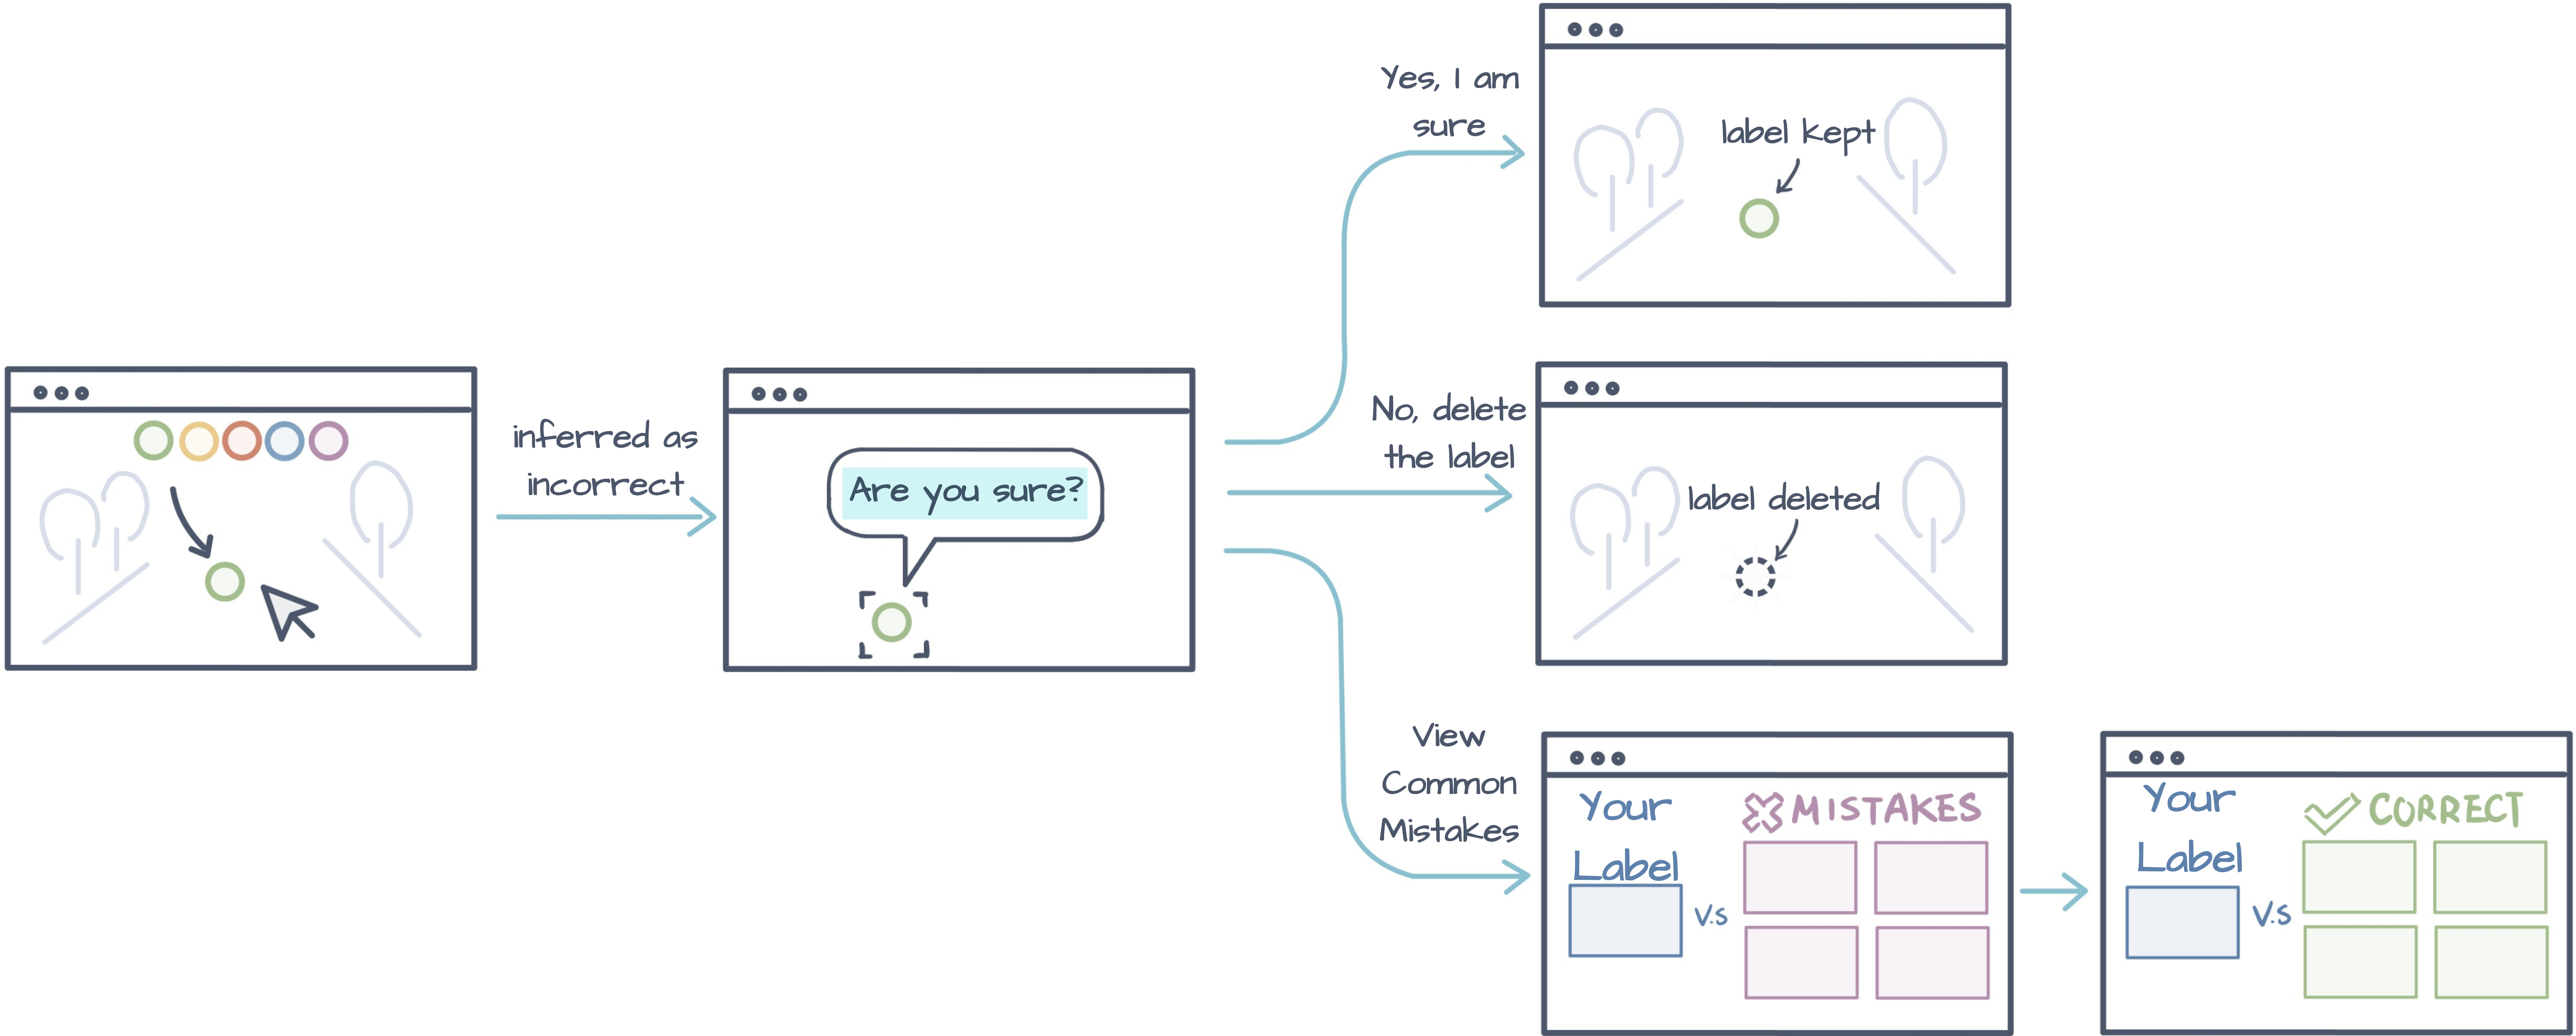 inferred as
incorrect
Are you sure?
Yes, I am
sure
label kept
No, delete
the label
label deleted
View
Common
Mistakes
Your
Label
V.S
MISTAKES
Your
Label
V.S
CORRECT